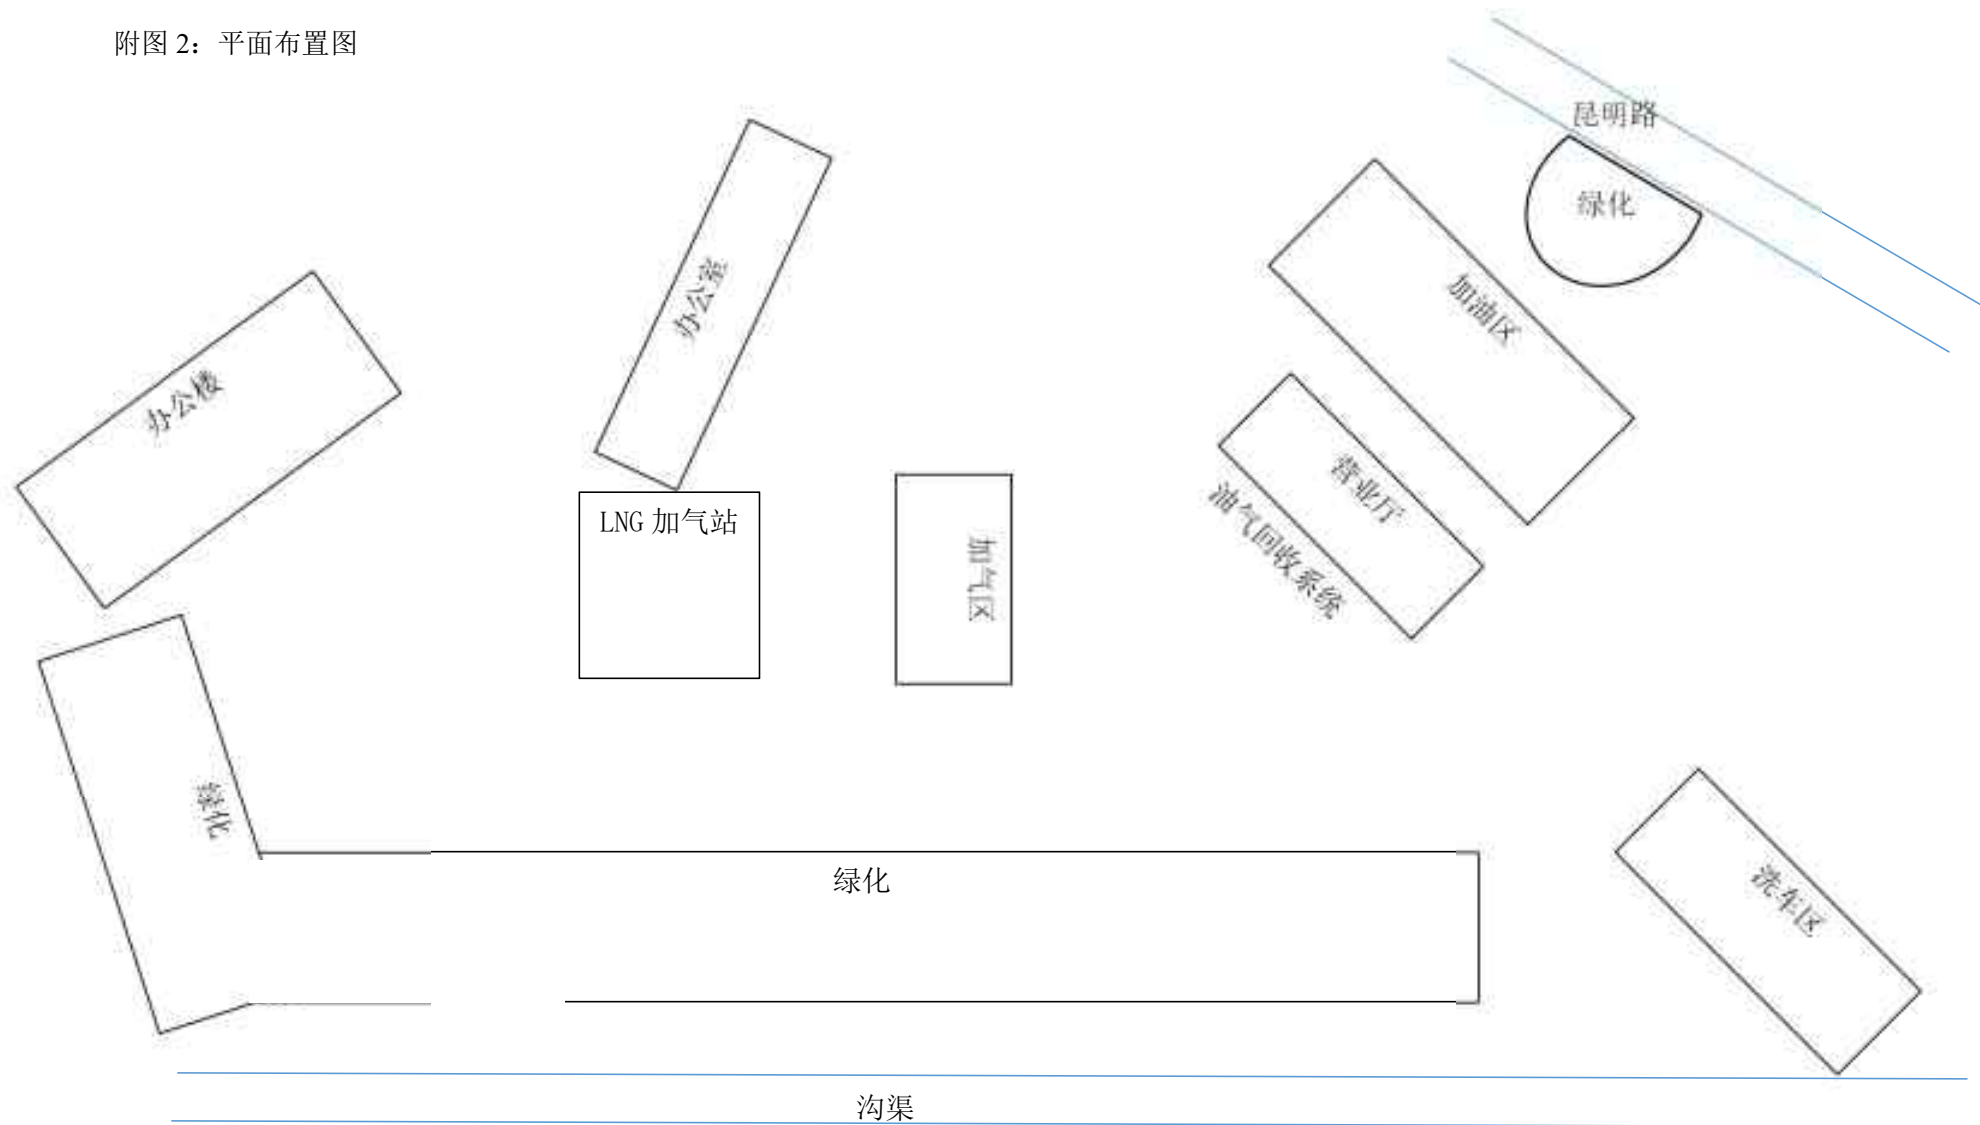 附图 2：平面布置图
昆明路
绿化
加油区
办公室
办公楼
营业厅
油气回收系统
LNG 加气站
加气区
绿化
绿化
洗车区
沟渠